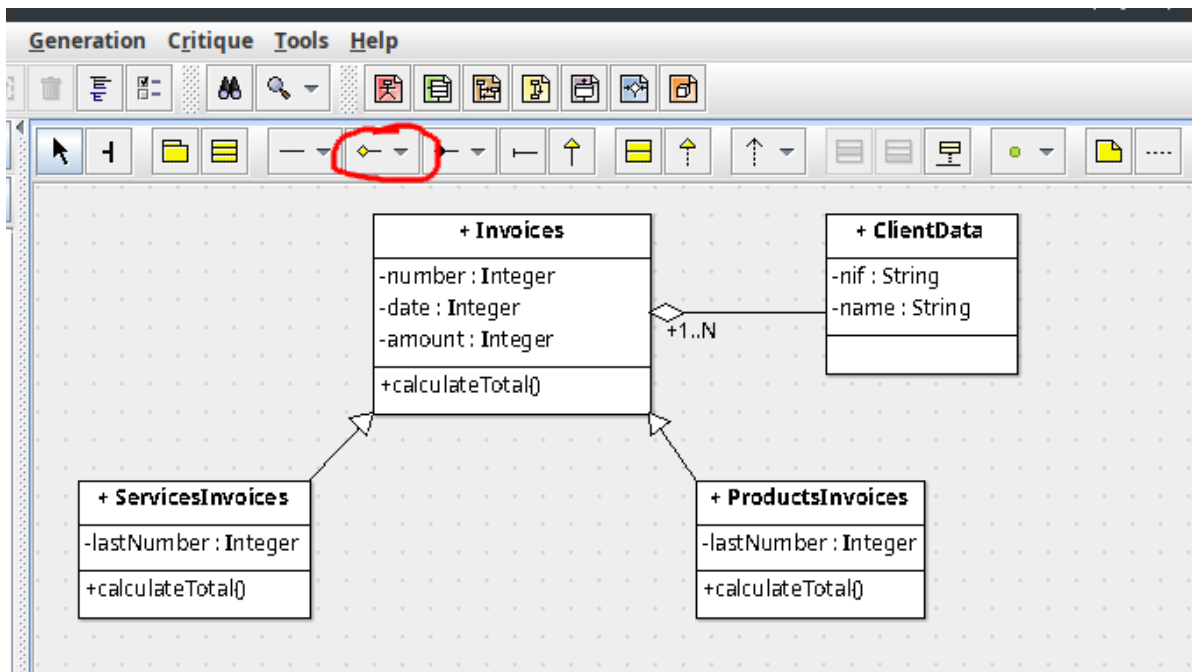 Generation Critique Tools Help
+ Invoices
-number : Integer
-date : Integer
-amount : Integer
+calculateTotal()
+1..N
+ ClientData
-nif : String
-name : String
+ ServicesInvoices
-lastNumber : Integer
+calculateTotal()
+ ProductsInvoices
-lastNumber : Integer
+calculateTotal()